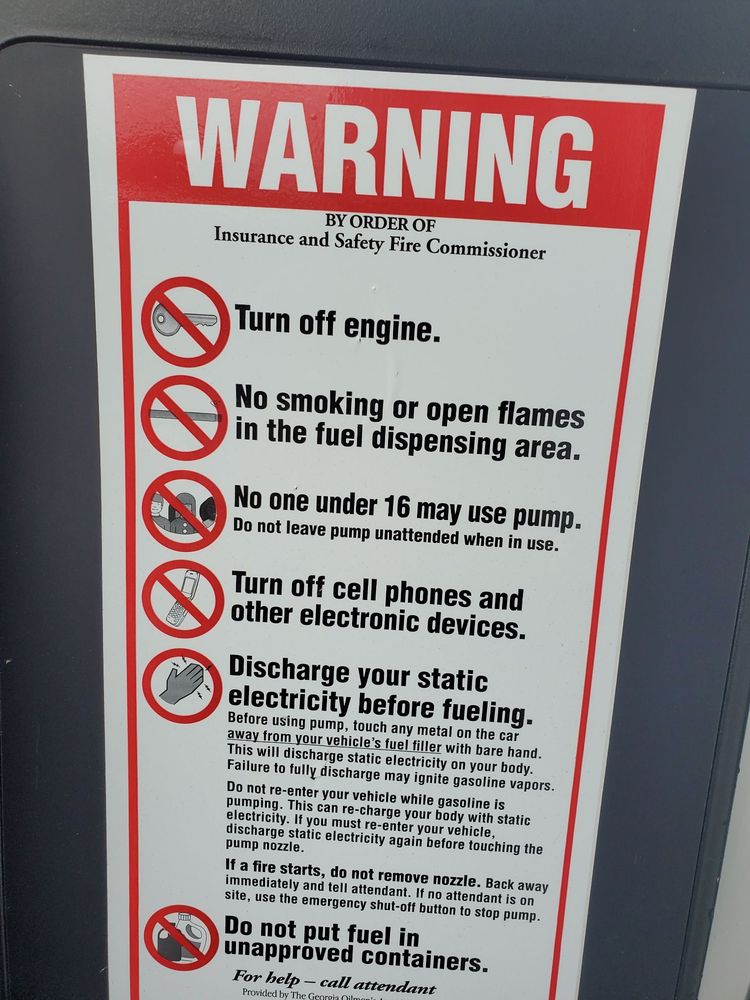 WARNING
BY ORDER OF
Insurance and Safety Fire Commissioner
Turn off engine.
No smoking or open flames
in the fuel dispensing area.
No one under 16 may use pump.
Do not leave pump unattended when in use.
Turn off cell phones and
other electronic devices.
Discharge your static
electricity before fueling.
Before using pump, touch any metal on the car
away from your vehicle's fuel filler with bare hand.
This will discharge static electricity on your body.
Failure to fully discharge may ignite gasoline vapors.
Do not re-enter your vehicle while gasoline is
pumping. This can re-charge your body with static
electricity. If you must re-enter your vehicle,
discharge static electricity again before touching the
pump nozzle.
If a fire starts, do not remove nozzle. Back away
immediately and tell attendant. If no attendant is on
site, use the emergency shut-off button to stop pump.
Do not put fuel in
unapproved containers.
For help – call attendant
Provided by The Georgia Oilmen's